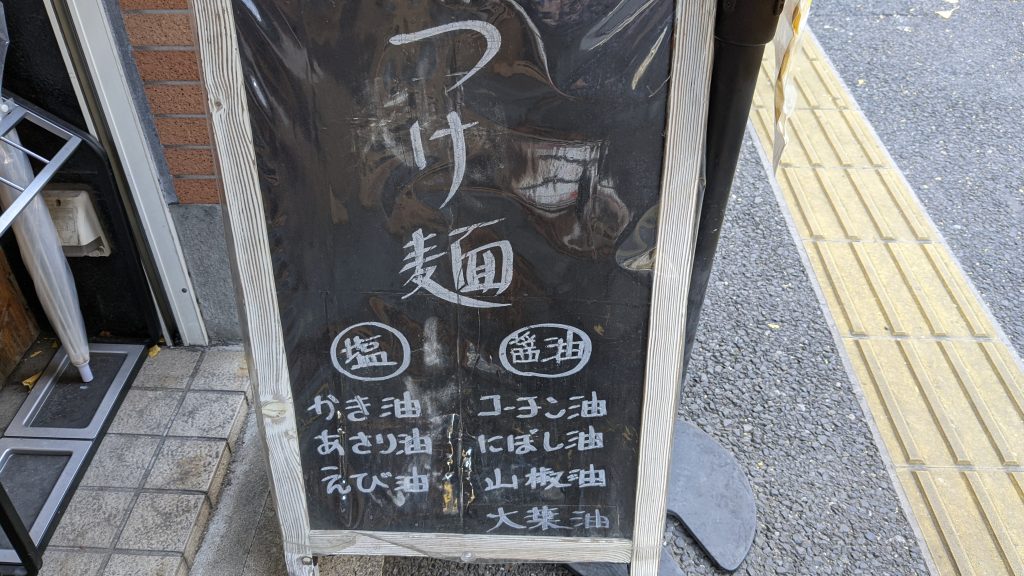 つけ麺
塩
かき油
あさり油
えび油
醤油
コーチン油
にぼし油
山椒油
大葉油